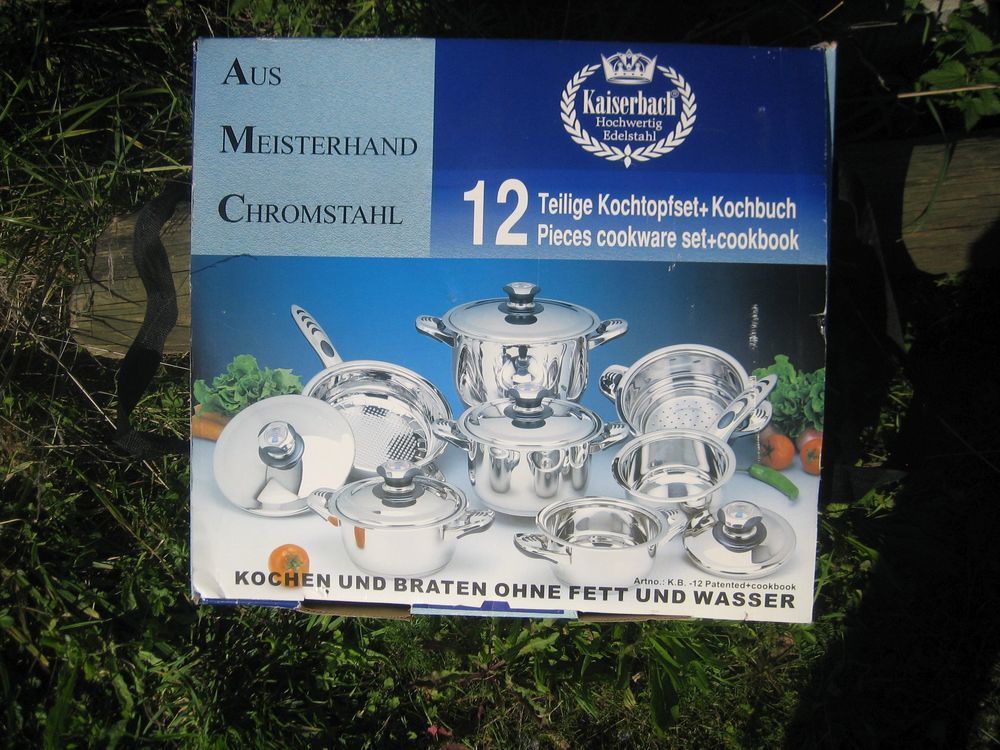 AUS
MEISTERHAND
CHROMSTAHL
Kaiserbach®
Hochwertig
Edelstahl
12 Teilige Kochtopfset+Kochbuch
Pieces cookware set+cookbook
Artno.: K.B. -12 Patented+cookbook
KOCHEN UND BRATEN OHNE FETT UND WASSER